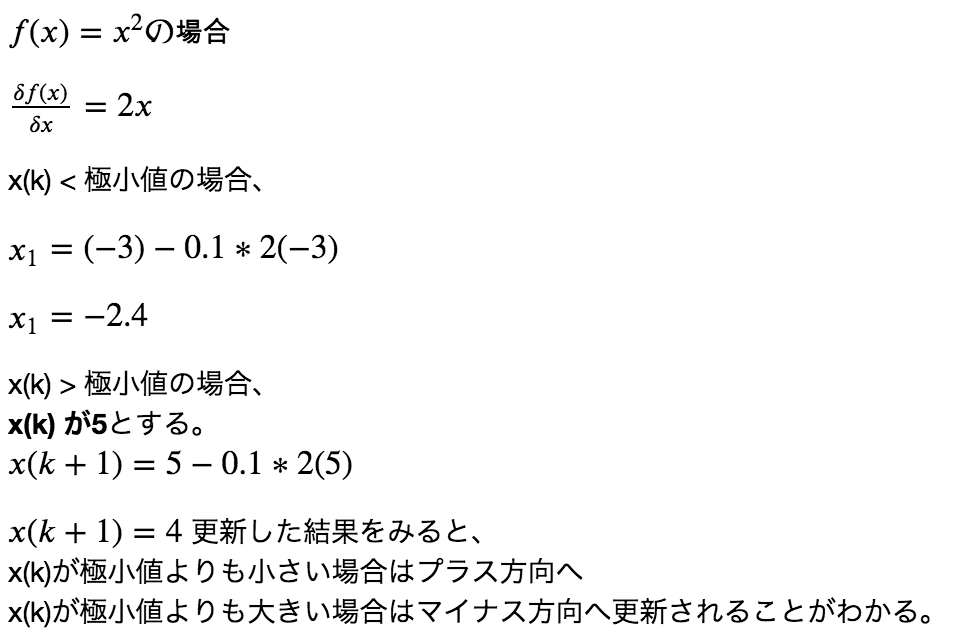 f(x) = x²の場合
δf(x)/δx = 2x
x(k) < 極小値の場合、
x₁ = (−3) − 0.1 * 2(−3)
x₁ = −2.4
x(k) > 極小値の場合、
x(k) が5とする。
x(k + 1) = 5 − 0.1 * 2(5)
x(k + 1) = 4 更新した結果をみると、
x(k)が極小値よりも小さい場合はプラス方向へ
x(k)が極小値よりも大きい場合はマイナス方向へ更新されることがわかる。